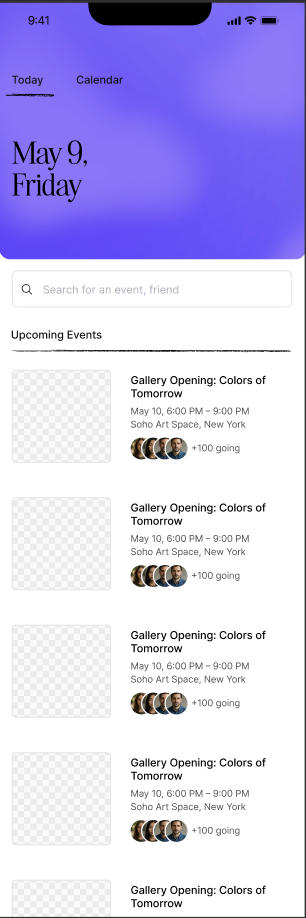 9:41
Today Calendar
May 9,
Friday
Search for an event, friend
Upcoming Events
Gallery Opening: Colors of
Tomorrow
May 10, 6:00 PM – 9:00 PM
Soho Art Space, New York
+100 going
Gallery Opening: Colors of
Tomorrow
May 10, 6:00 PM – 9:00 PM
Soho Art Space, New York
+100 going
Gallery Opening: Colors of
Tomorrow
May 10, 6:00 PM – 9:00 PM
Soho Art Space, New York
+100 going
Gallery Opening: Colors of
Tomorrow
May 10, 6:00 PM – 9:00 PM
Soho Art Space, New York
+100 going
Gallery Opening: Colors of
Tomorrow